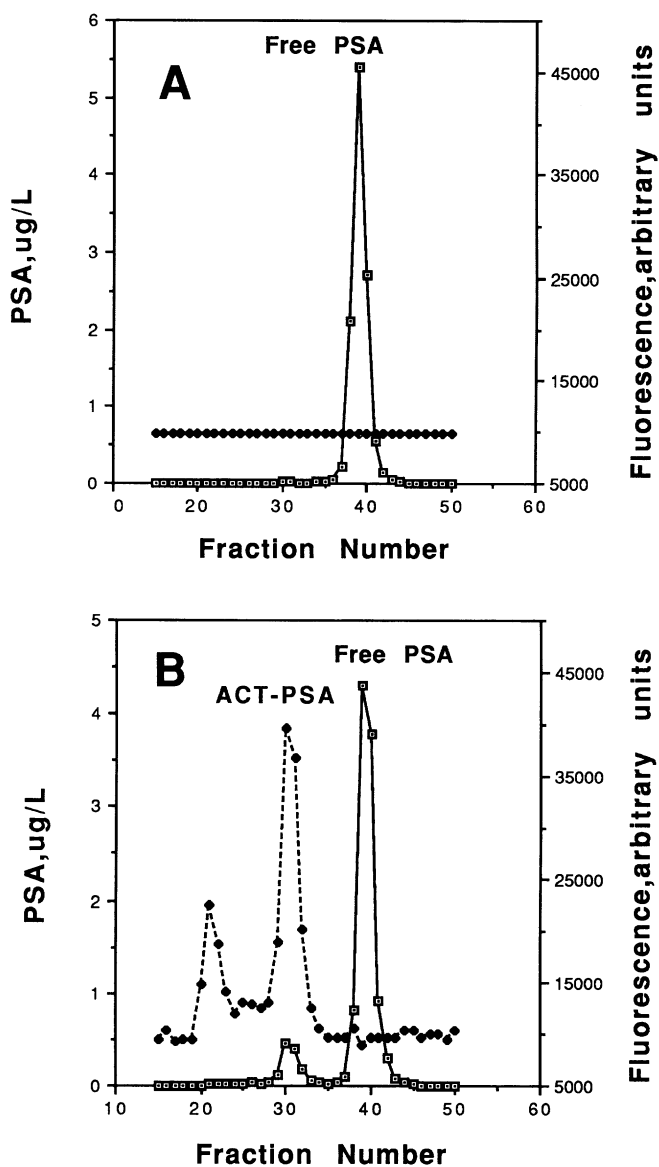 Free PSA
A
6
5
4
3
2
1
0
45000
35000
25000
15000
5000
0 20 30 40 50 60
PSA,ug/L
Fluorescence,arbitrary units
Fraction Number
B
Free PSA
ACT-PSA
5
4
3
2
1
0
45000
35000
25000
15000
5000
10 20 30 40 50 60
PSA,ug/L
Fluorescence,arbitrary units
Fraction Number